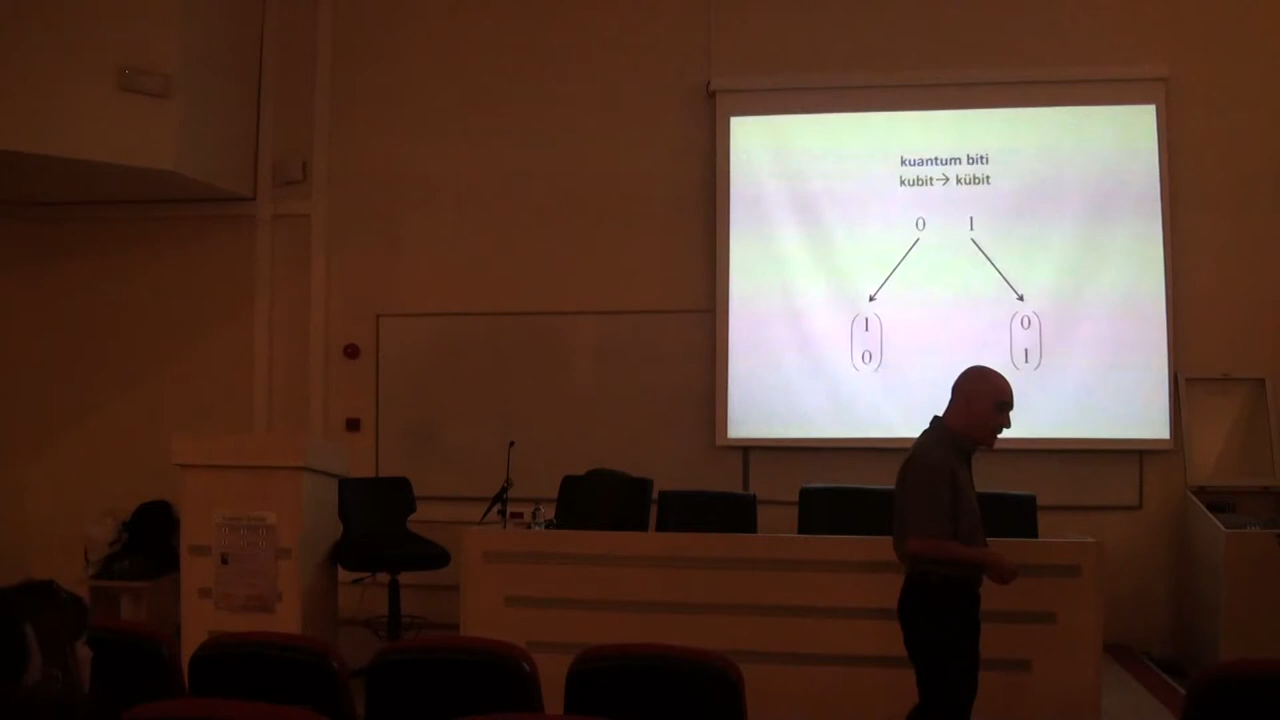 kuantum biti
kubit→ kübit
0 1
(1 0) (0 1)